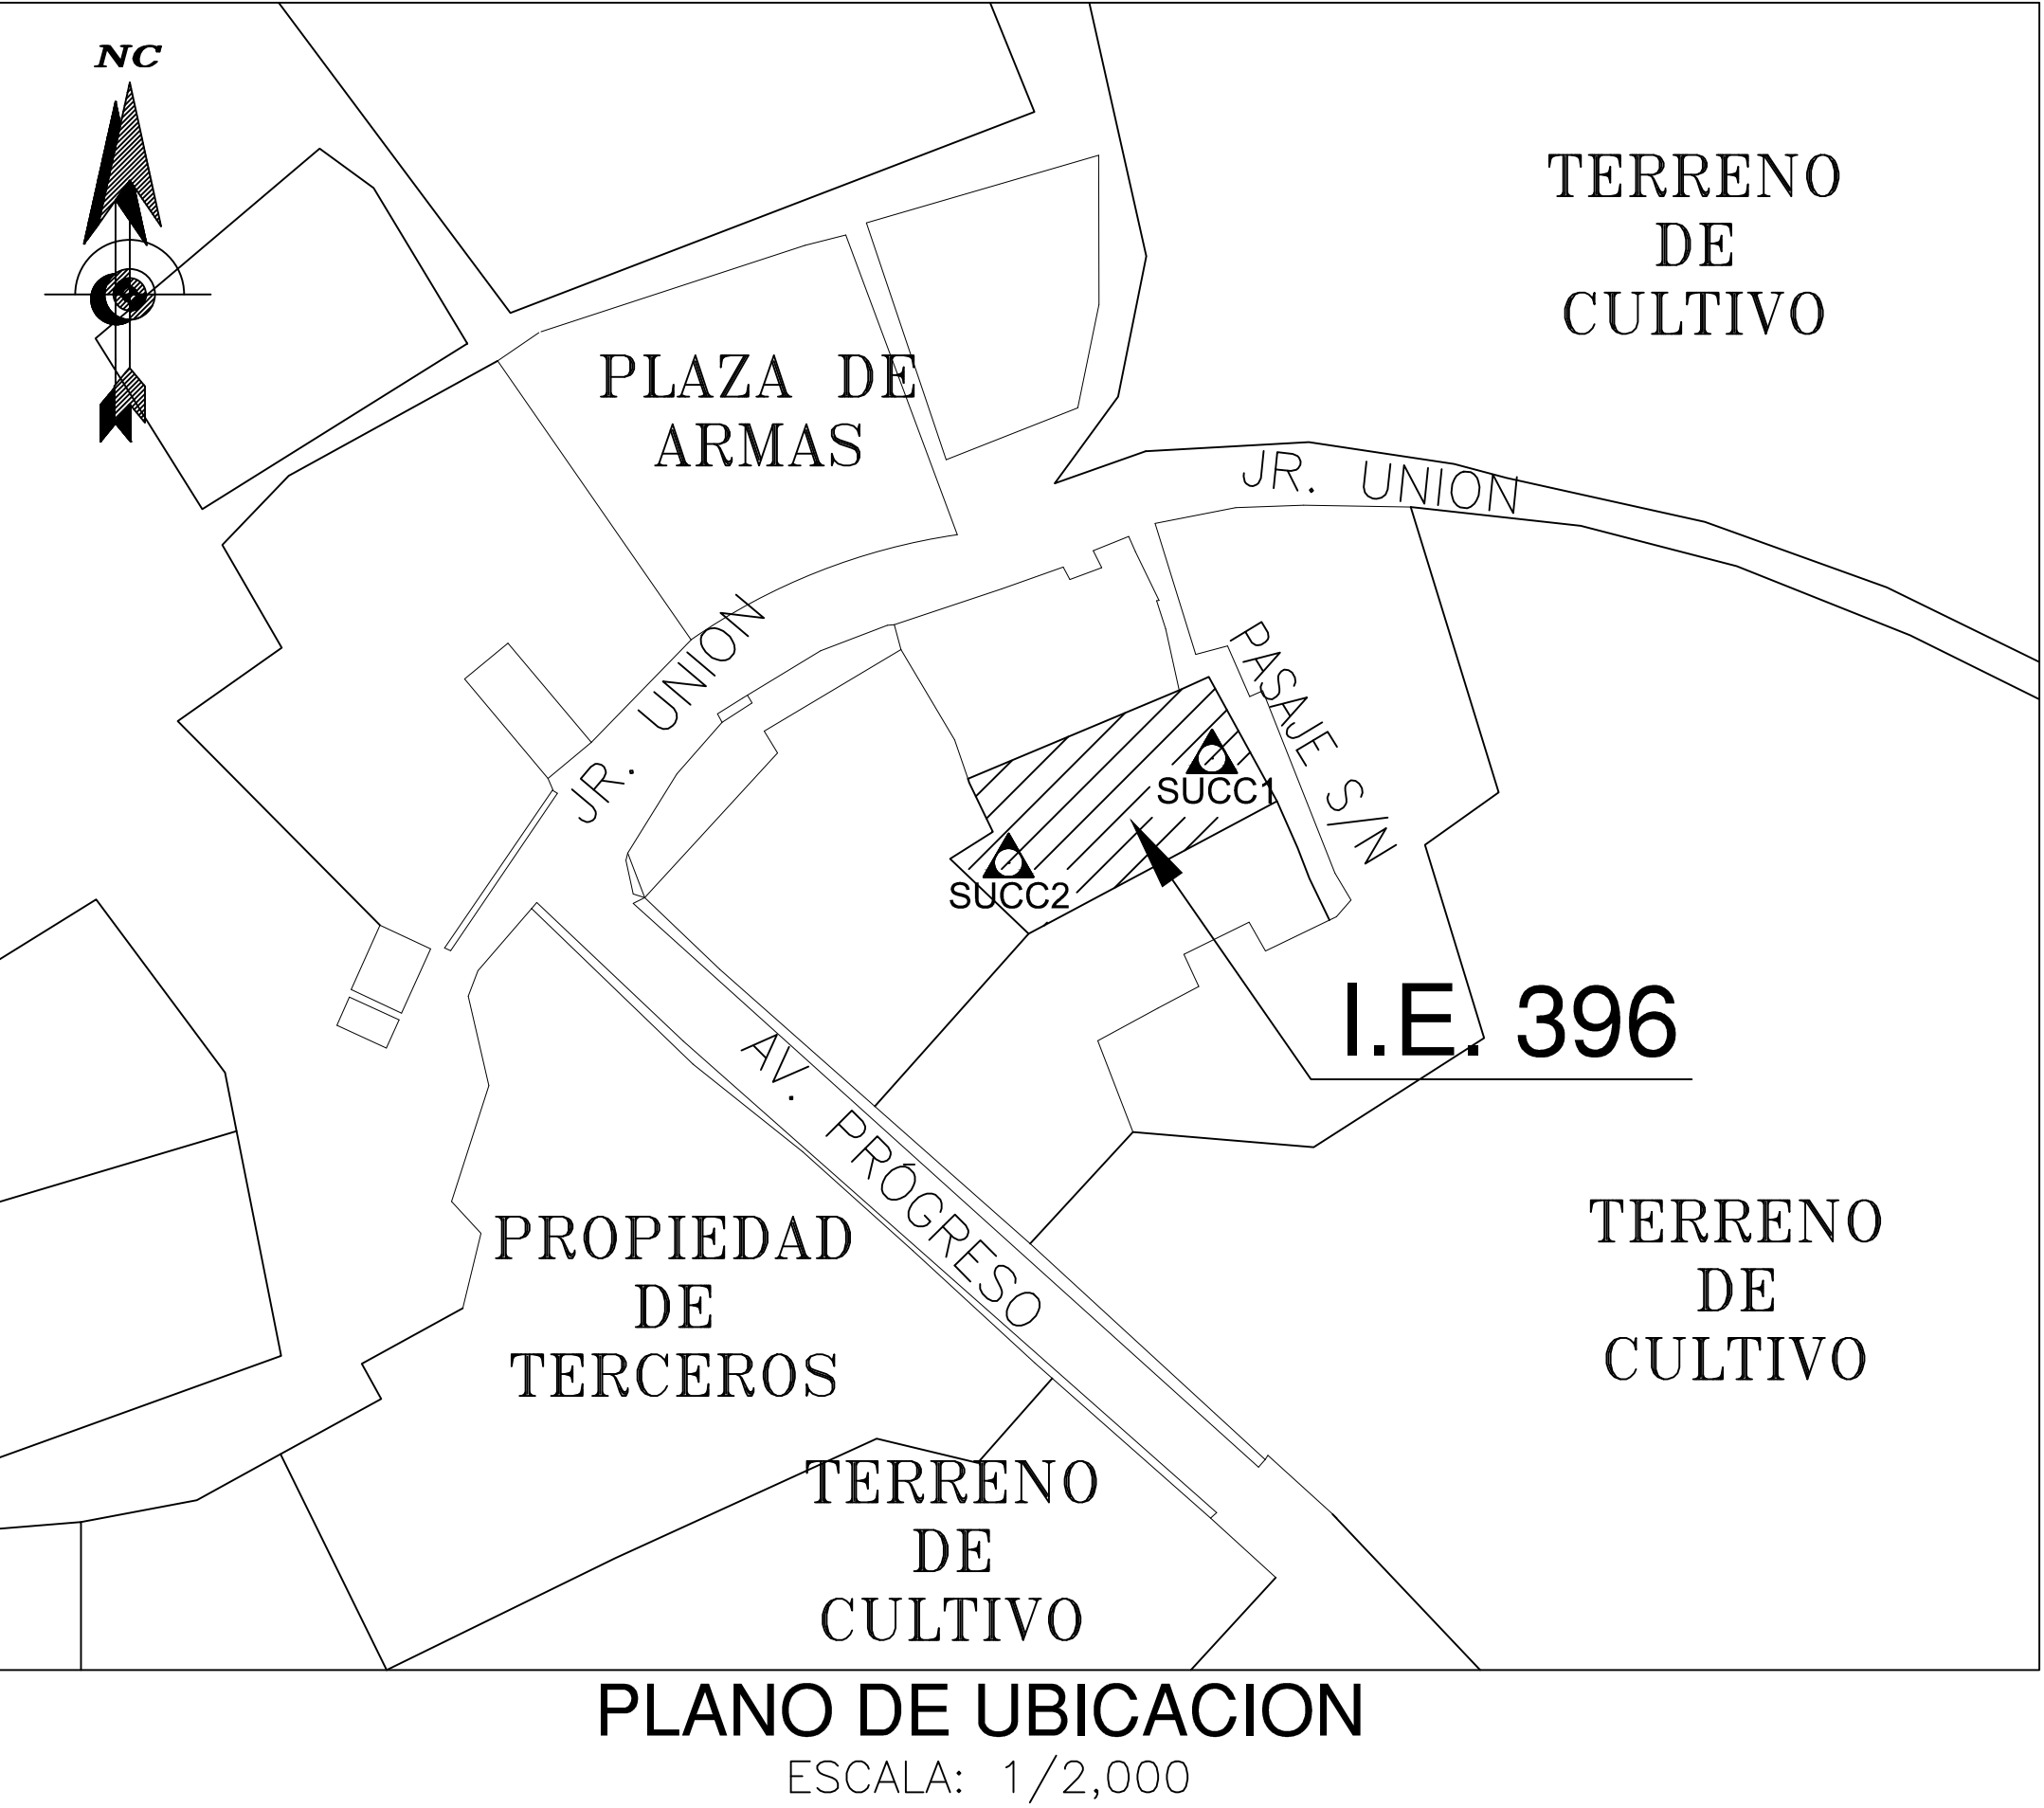 NC
TERRENO
DE
CULTIVO
PLAZA DE
ARMAS
JR. UNION
JR. UNION
PASAJE S/N
SUCC1
SUCC2
I.E. 396
AV. PROGRESO
PROPIEDAD
DE
TERCEROS
TERRENO
DE
CULTIVO
TERRENO
DE
CULTIVO
PLANO DE UBICACION
ESCALA: 1/2,000